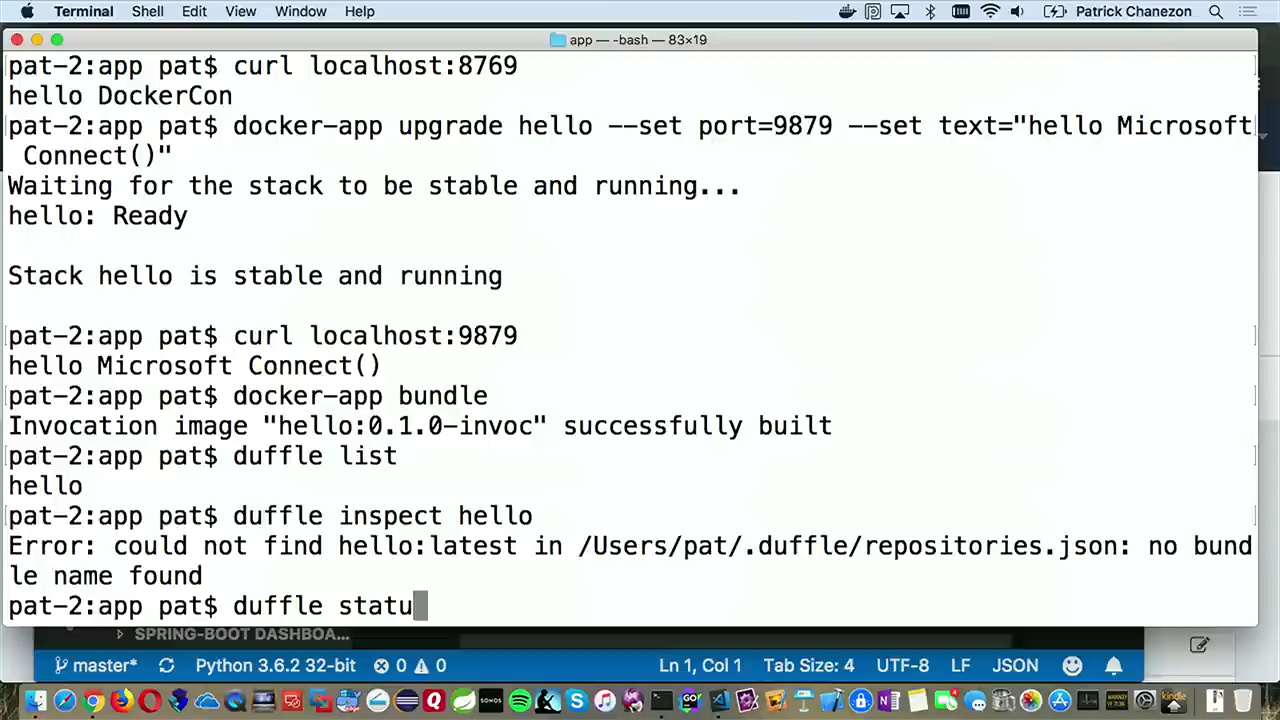 Terminal Shell Edit View Window Help Patrick Chanezon
app — -bash — 83×19
pat-2:app pat$ curl localhost:8769
hello DockerCon
pat-2:app pat$ docker-app upgrade hello --set port=9879 --set text="hello Microsoft
Connect()"
Waiting for the stack to be stable and running...
hello: Ready
Stack hello is stable and running
pat-2:app pat$ curl localhost:9879
hello Microsoft Connect()
pat-2:app pat$ docker-app bundle
Invocation image "hello:0.1.0-invoc" successfully built
pat-2:app pat$ duffle list
hello
pat-2:app pat$ duffle inspect hello
Error: could not find hello:latest in /Users/pat/.duffle/repositories.json: no bund
le name found
pat-2:app pat$ duffle statu
SPRING-BOOT DASHBOA...
master* Python 3.6.2 32-bit 0 0 Ln 1, Col 1 Tab Size: 4 UTF-8 LF JSON
SONOS
kindle